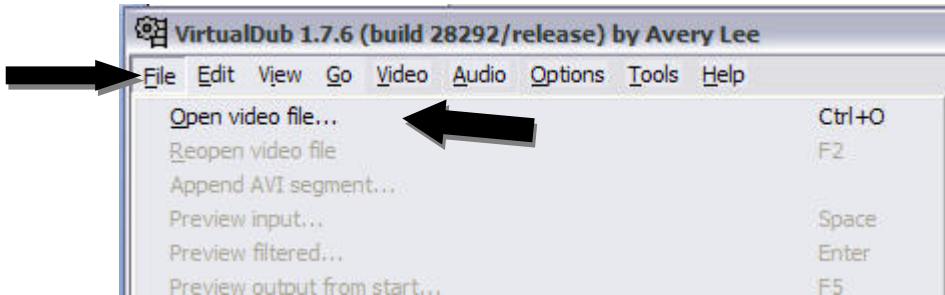 VirtualDub 1.7.6 (build 28292/release) by Avery Lee
File Edit View Go Video Audio Options Tools Help
Open video file... Ctrl+O
Reopen video file F2
Append AVI segment...
Preview input... Space
Preview filtered... Enter
Preview output from start... F5